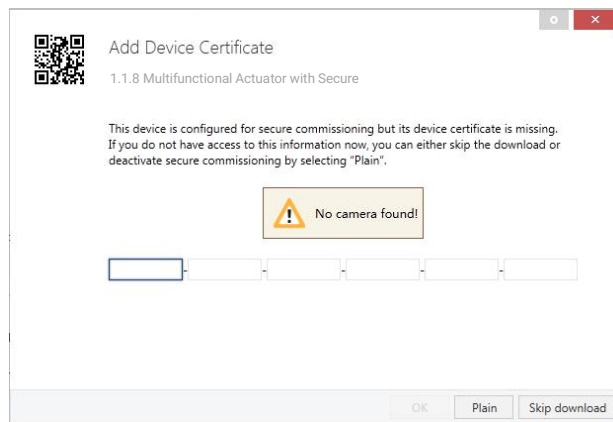 Add Device Certificate
1.1.8 Multifunctional Actuator with Secure
This device is configured for secure commissioning but its device certificate is missing.
If you do not have access to this information now, you can either skip the download or
deactivate secure commissioning by selecting "Plain".
No camera found!
- - - - -
OK Plain Skip download